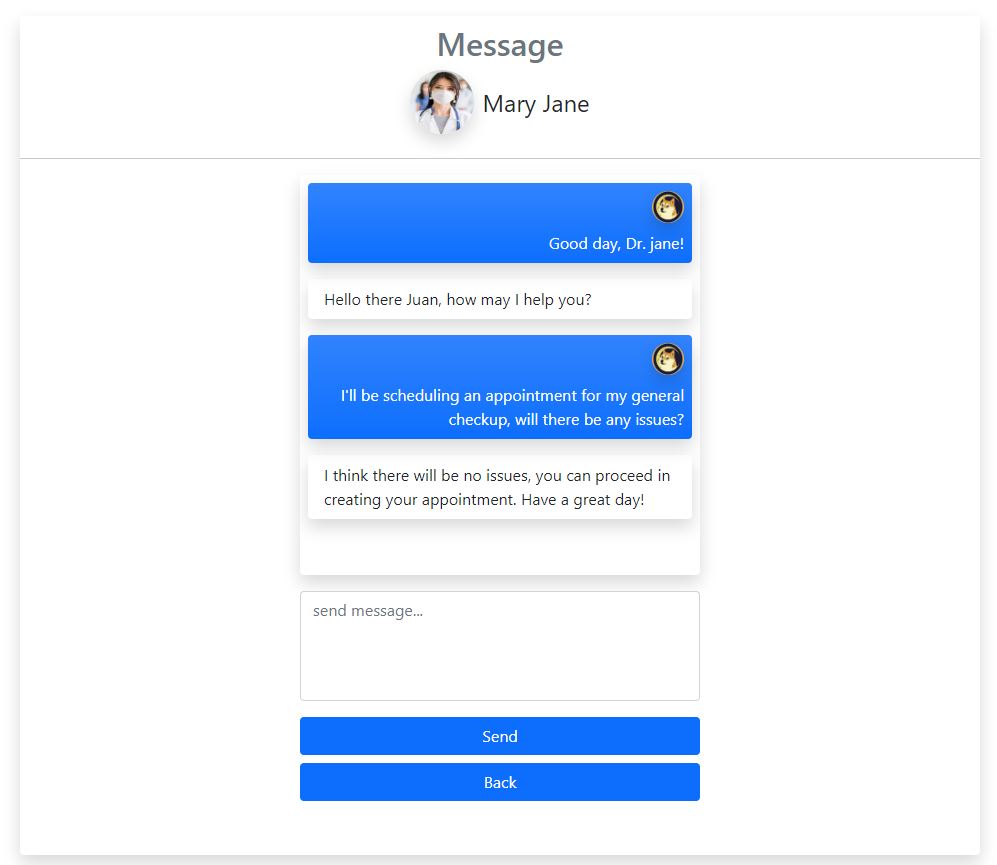 Message
Mary Jane
Good day, Dr. jane!
Hello there Juan, how may I help you?
I'll be scheduling an appointment for my general
checkup, will there be any issues?
I think there will be no issues, you can proceed in
creating your appointment. Have a great day!
send message...
Send
Back